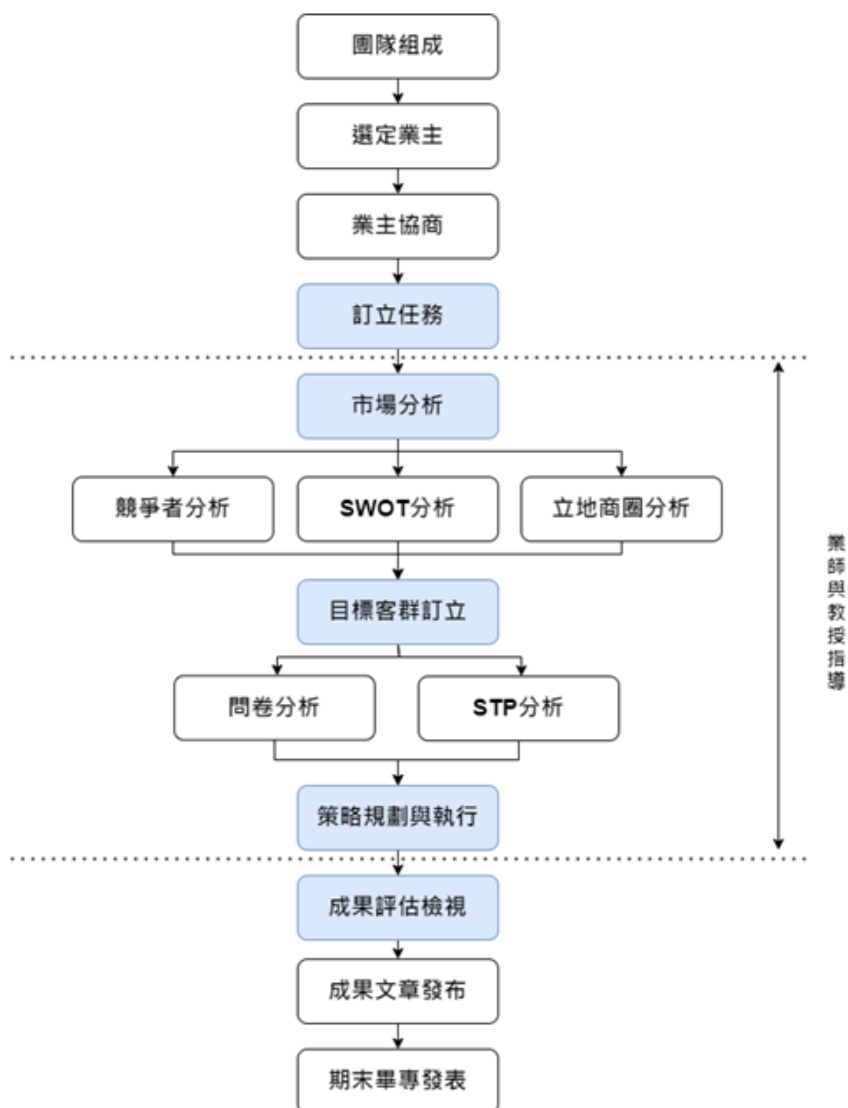 團隊組成
選定業主
業主協商
訂立任務
市場分析
競爭者分析
SWOT分析
立地商圈分析
目標客群訂立
問卷分析
STP分析
策略規劃與執行
業師與教授指導
成果評估檢視
成果文章發布
期末畢專發表